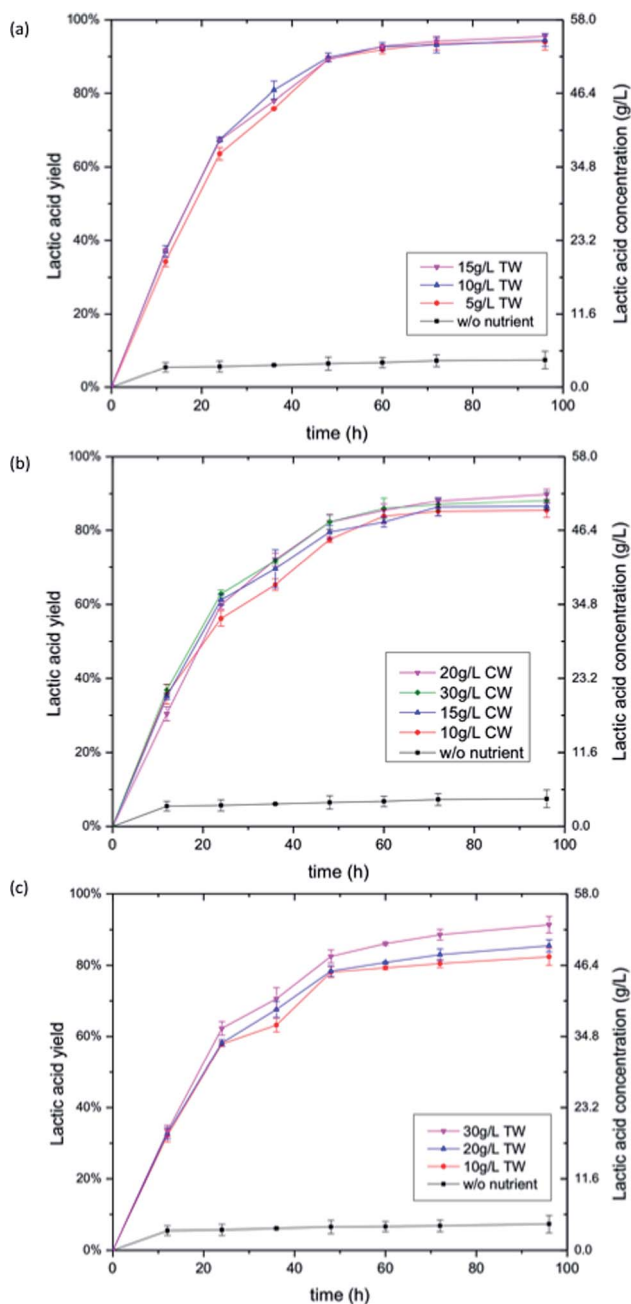 (a)
100%
80%
60%
40%
20%
0%
Lactic acid yield
58.0
46.4
34.8
23.2
11.6
0.0
Lactic acid concentration (g/L)
15g/L TW
10g/L TW
5g/L TW
w/o nutrient
0 20 40 60 80 100
time (h)
(b)
100%
80%
60%
40%
20%
0%
Lactic acid yield
58.0
46.4
34.8
23.2
11.6
0.0
Lactic acid concentration (g/L)
20g/L CW
30g/L CW
15g/L CW
10g/L CW
w/o nutrient
0 20 40 60 80 100
time (h)
(c)
100%
80%
60%
40%
20%
0%
Lactic acid yield
58.0
46.4
34.8
23.2
11.6
0.0
Lactic acid concentration (g/L)
30g/L TW
20g/L TW
10g/L TW
w/o nutrient
0 20 40 60 80 100
time (h)